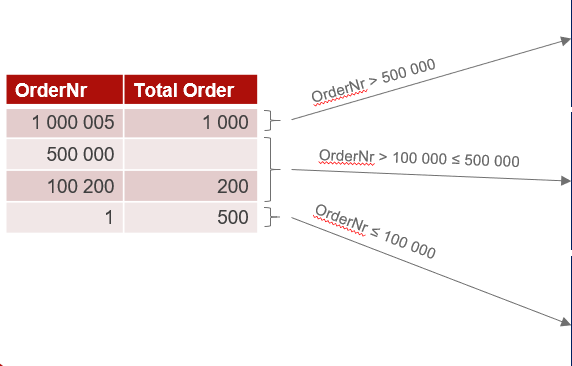 OrderNr Total Order
1 000 005 1 000
500 000
100 200 200
1 500
OrderNr > 500 000
OrderNr > 100 000 ≤ 500 000
OrderNr ≤ 100 000